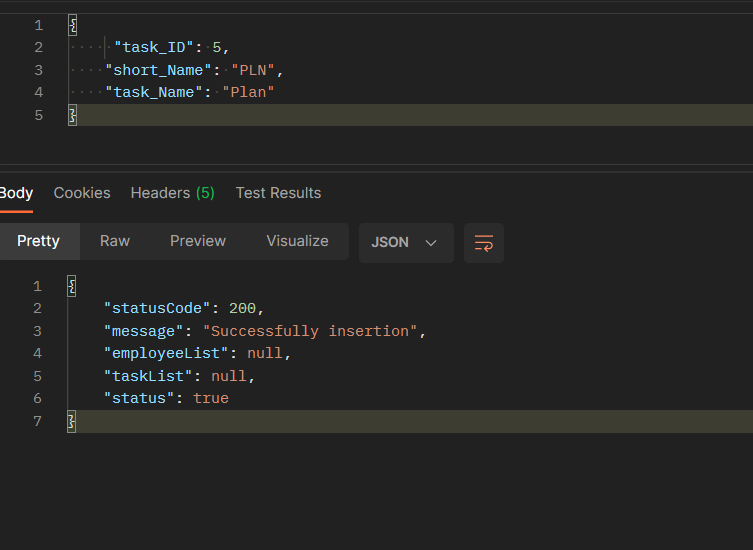 1 {
2 "task_ID": 5,
3 "short_Name": "PLN",
4 "task_Name": "Plan"
5 }
Body Cookies Headers (5) Test Results
Pretty Raw Preview Visualize JSON
1 {
2 "statusCode": 200,
3 "message": "Successfully insertion",
4 "employeeList": null,
5 "taskList": null,
6 "status": true
7 }